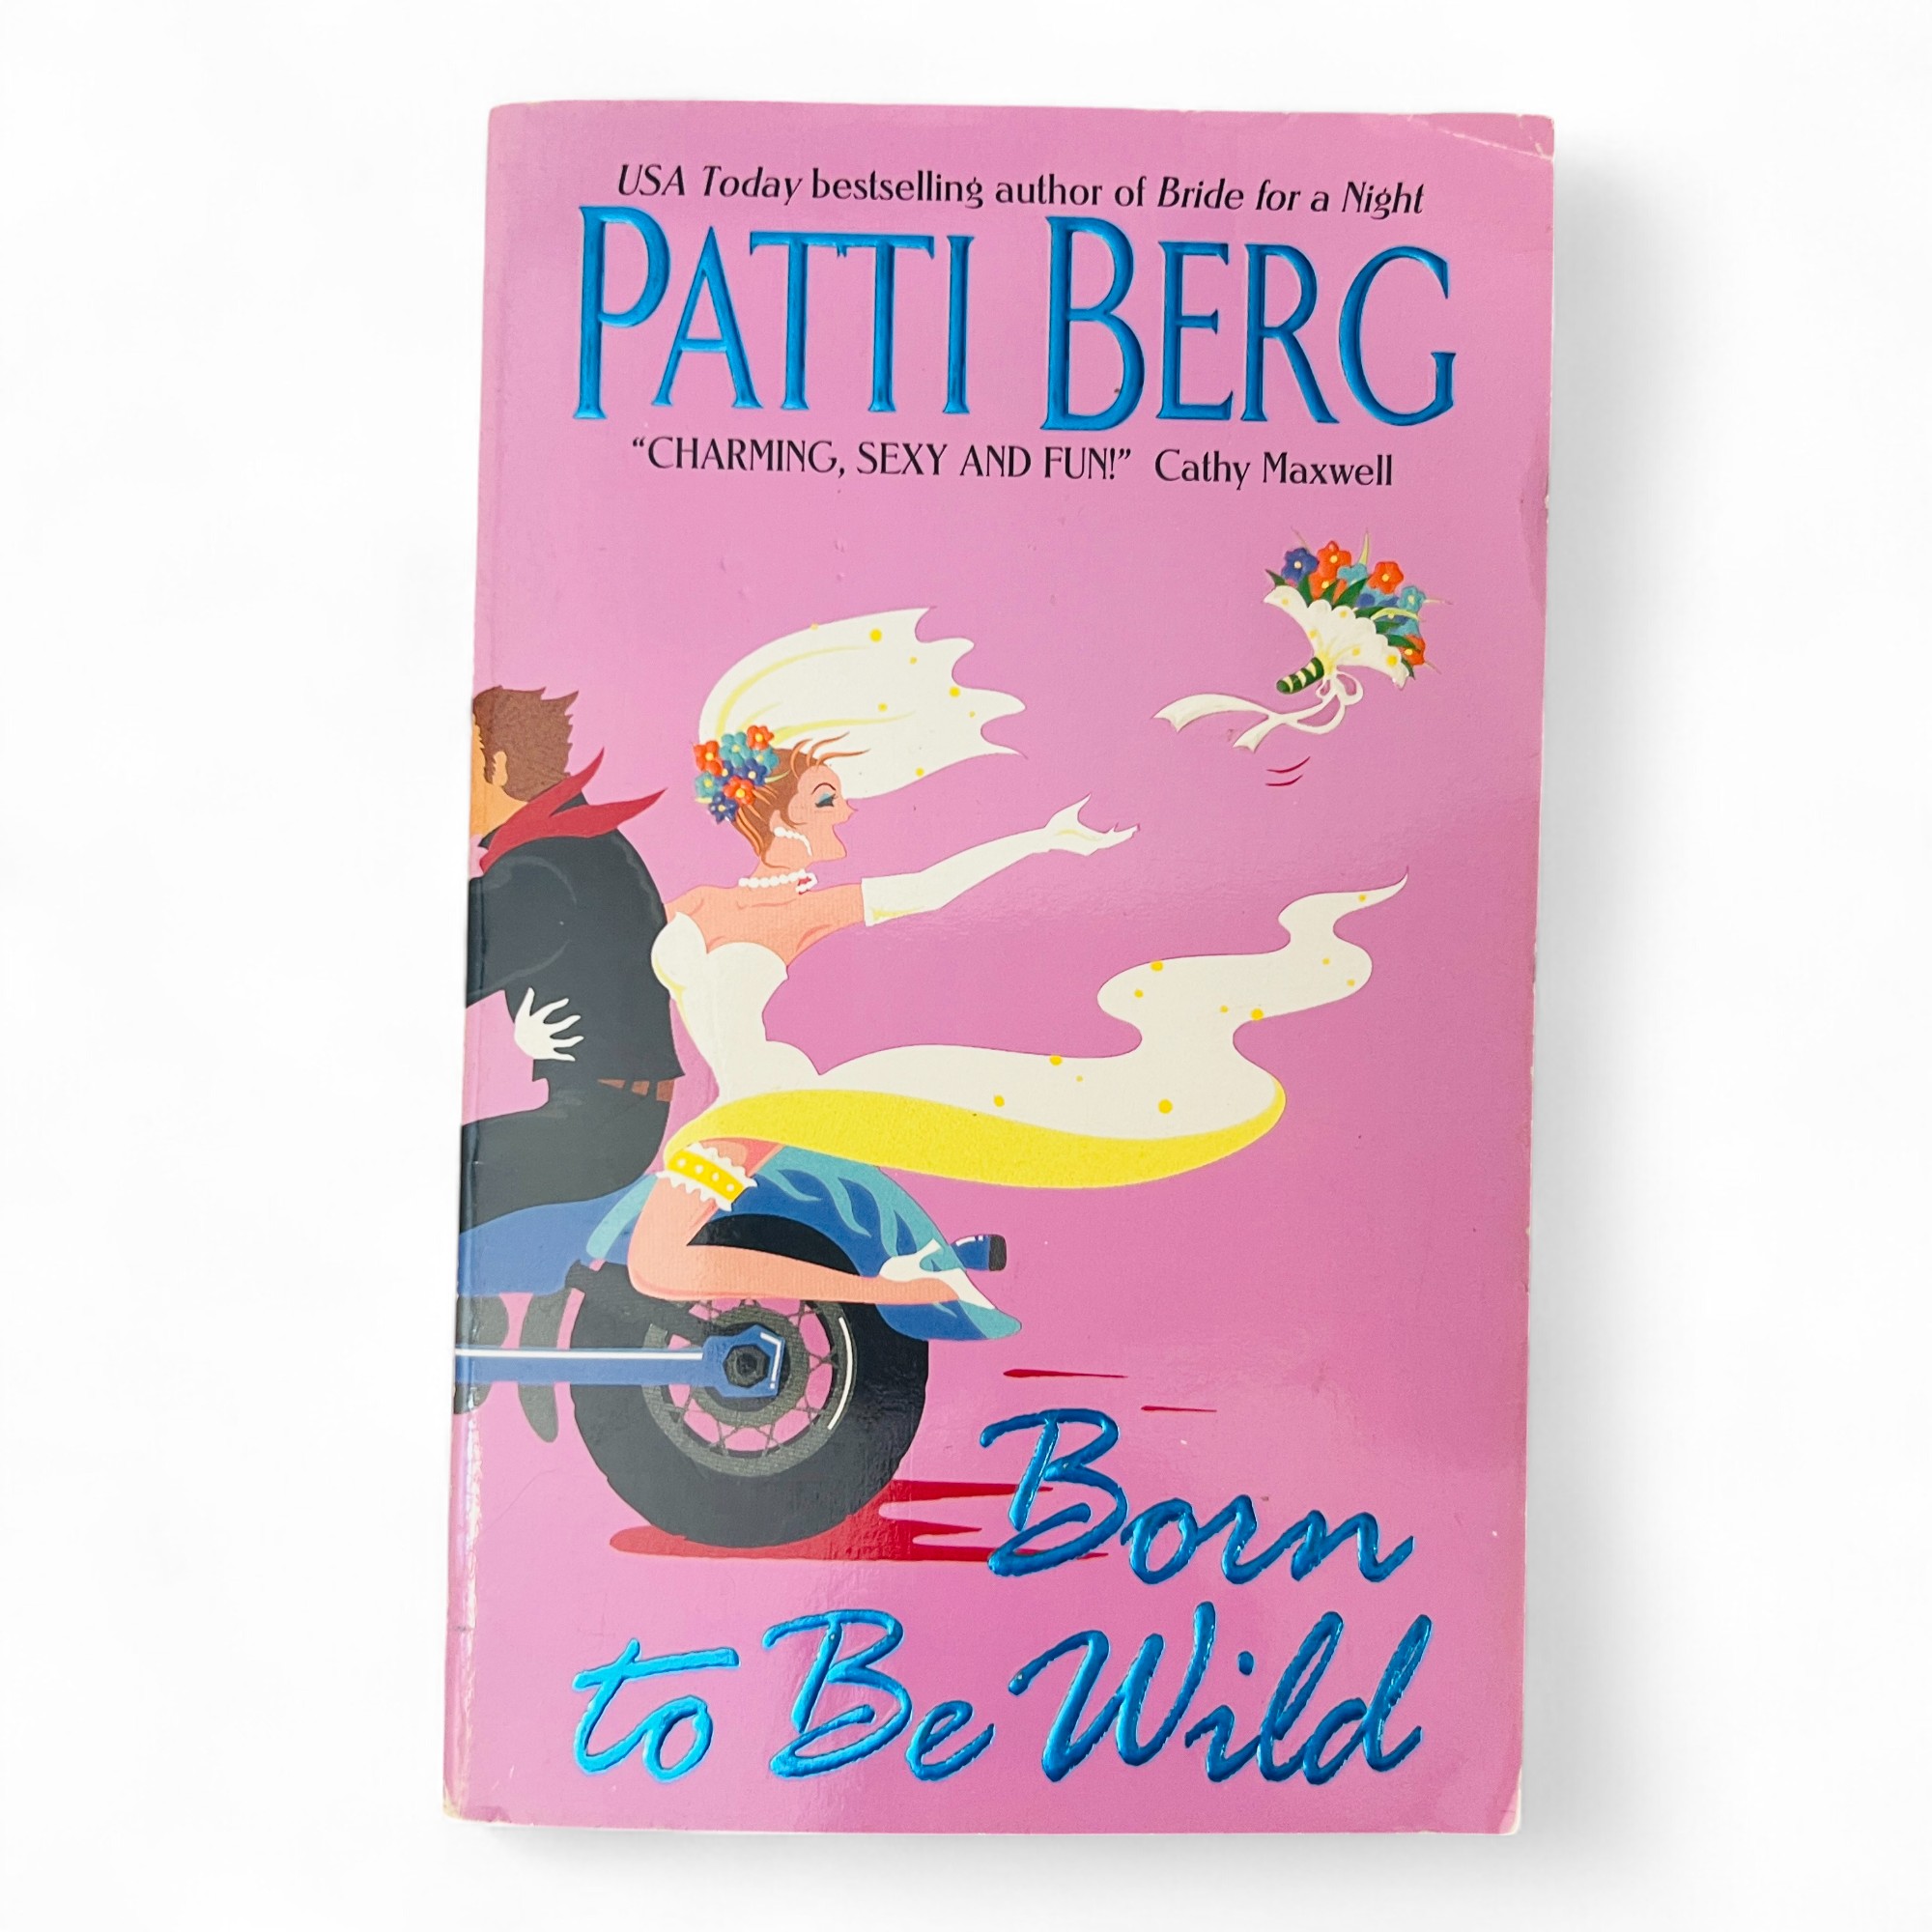 USA Today bestselling author of Bride for a Night
PATTI BERG
“CHARMING, SEXY AND FUN!” Cathy Maxwell
Born
to Be Wild